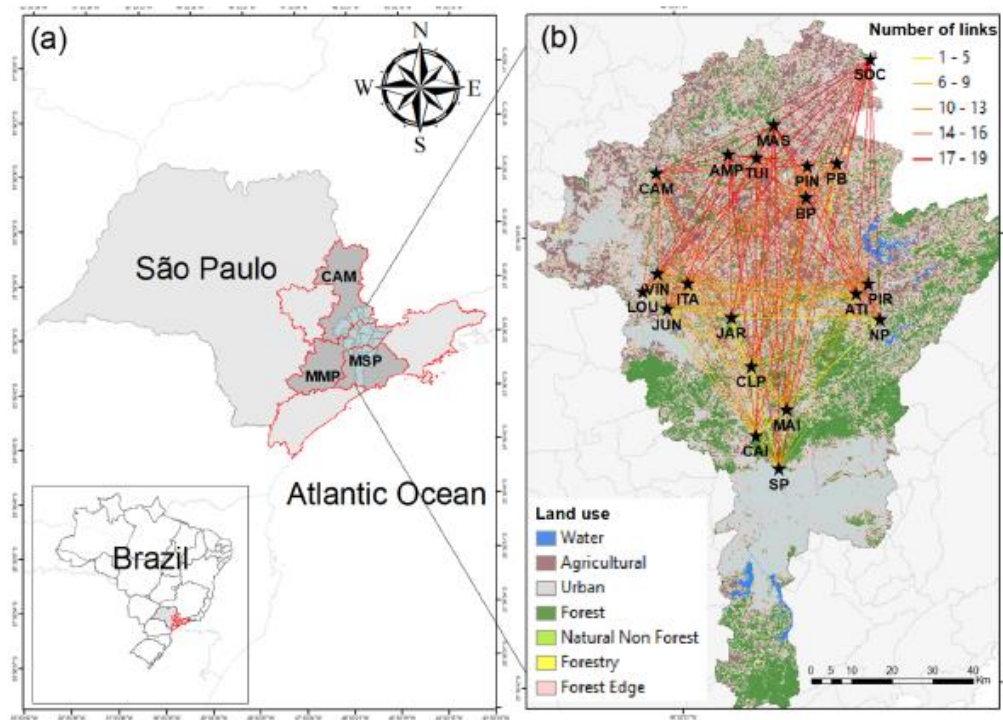 (a)
N
W
E
S
São Paulo
CAM
MSP
MMP
Atlantic Ocean
Brazil
(b)
Number of links
1 - 5
6 - 9
10 - 13
14 - 16
17 - 19
SOC
MAS
AMP
TUI
PIN
PB
CAM
BP
VIN
ITA
PIR
LOU
ATI
JUN
JAR
NP
CLP
MAI
CAI
SP
Land use
Water
Agricultural
Urban
Forest
Natural Non Forest
Forestry
Forest Edge
0 5 10 20 30 40
Km